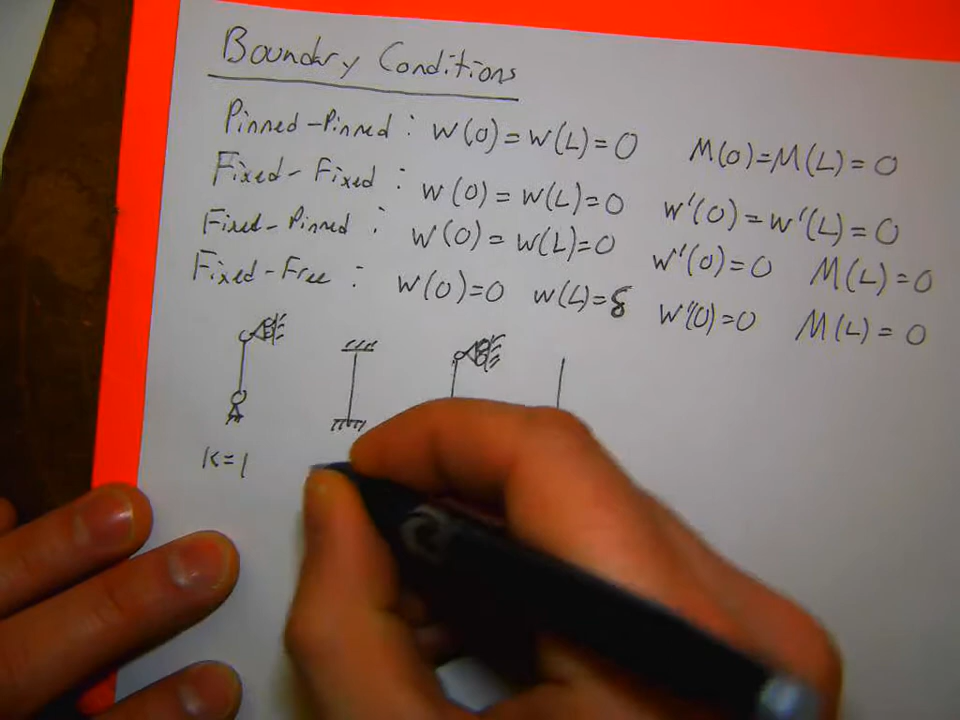 Boundary Conditions
Pinned-Pinned: w(0)=w(L)=0 M(0)=M(L)=0
Fixed-Fixed: w(0)=w(L)=0 w'(0)=w'(L)=0
Fixed-Pinned: w(0)=w(L)=0 w'(0)=0 M(L)=0
Fixed-Free: w(0)=0 w(L)=δ w'(0)=0 M(L)=0
K=1